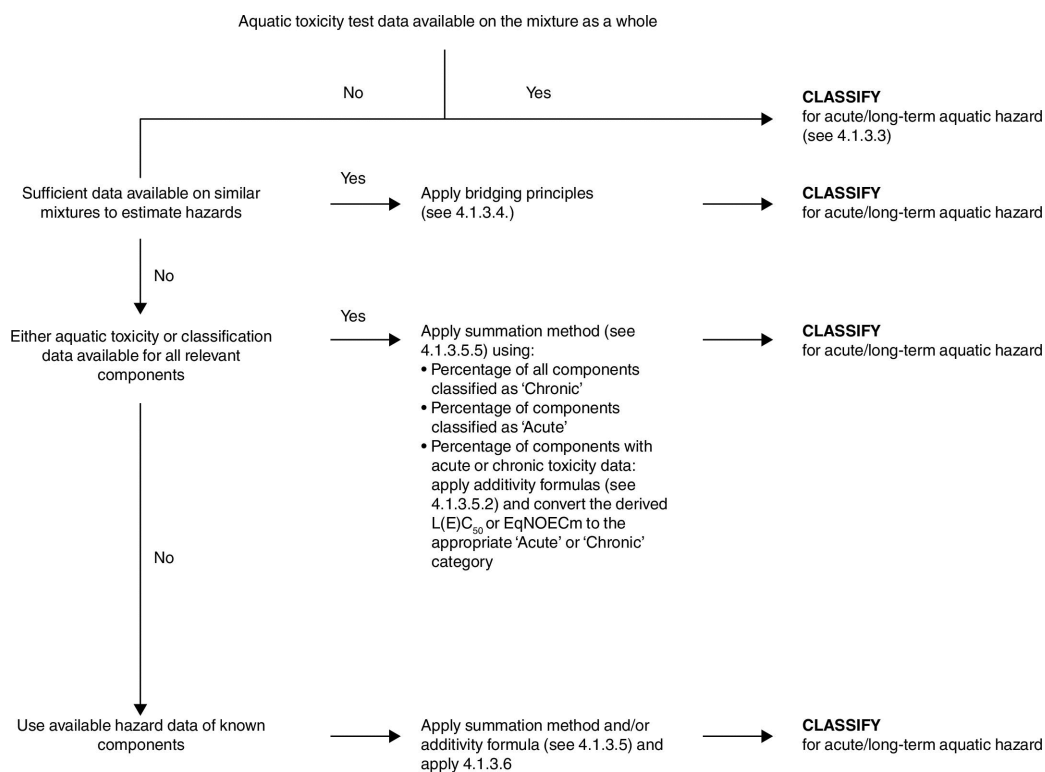 Aquatic toxicity test data available on the mixture as a whole
No
Yes
CLASSIFY
for acute/long-term aquatic hazard
(see 4.1.3.3)
Sufficient data available on similar
mixtures to estimate hazards
Yes
Apply bridging principles
(see 4.1.3.4.)
CLASSIFY
for acute/long-term aquatic hazard
No
Either aquatic toxicity or classification
data available for all relevant
components
Yes
Apply summation method (see
4.1.3.5.5) using:
• Percentage of all components
classified as ‘Chronic’
• Percentage of components
classified as ‘Acute’
• Percentage of components with
acute or chronic toxicity data:
apply additivity formulas (see
4.1.3.5.2) and convert the derived
L(E)C50 or EqNOECm to the
appropriate ‘Acute’ or ‘Chronic’
category
CLASSIFY
for acute/long-term aquatic hazard
No
Use available hazard data of known
components
Apply summation method and/or
additivity formula (see 4.1.3.5) and
apply 4.1.3.6
CLASSIFY
for acute/long-term aquatic hazard